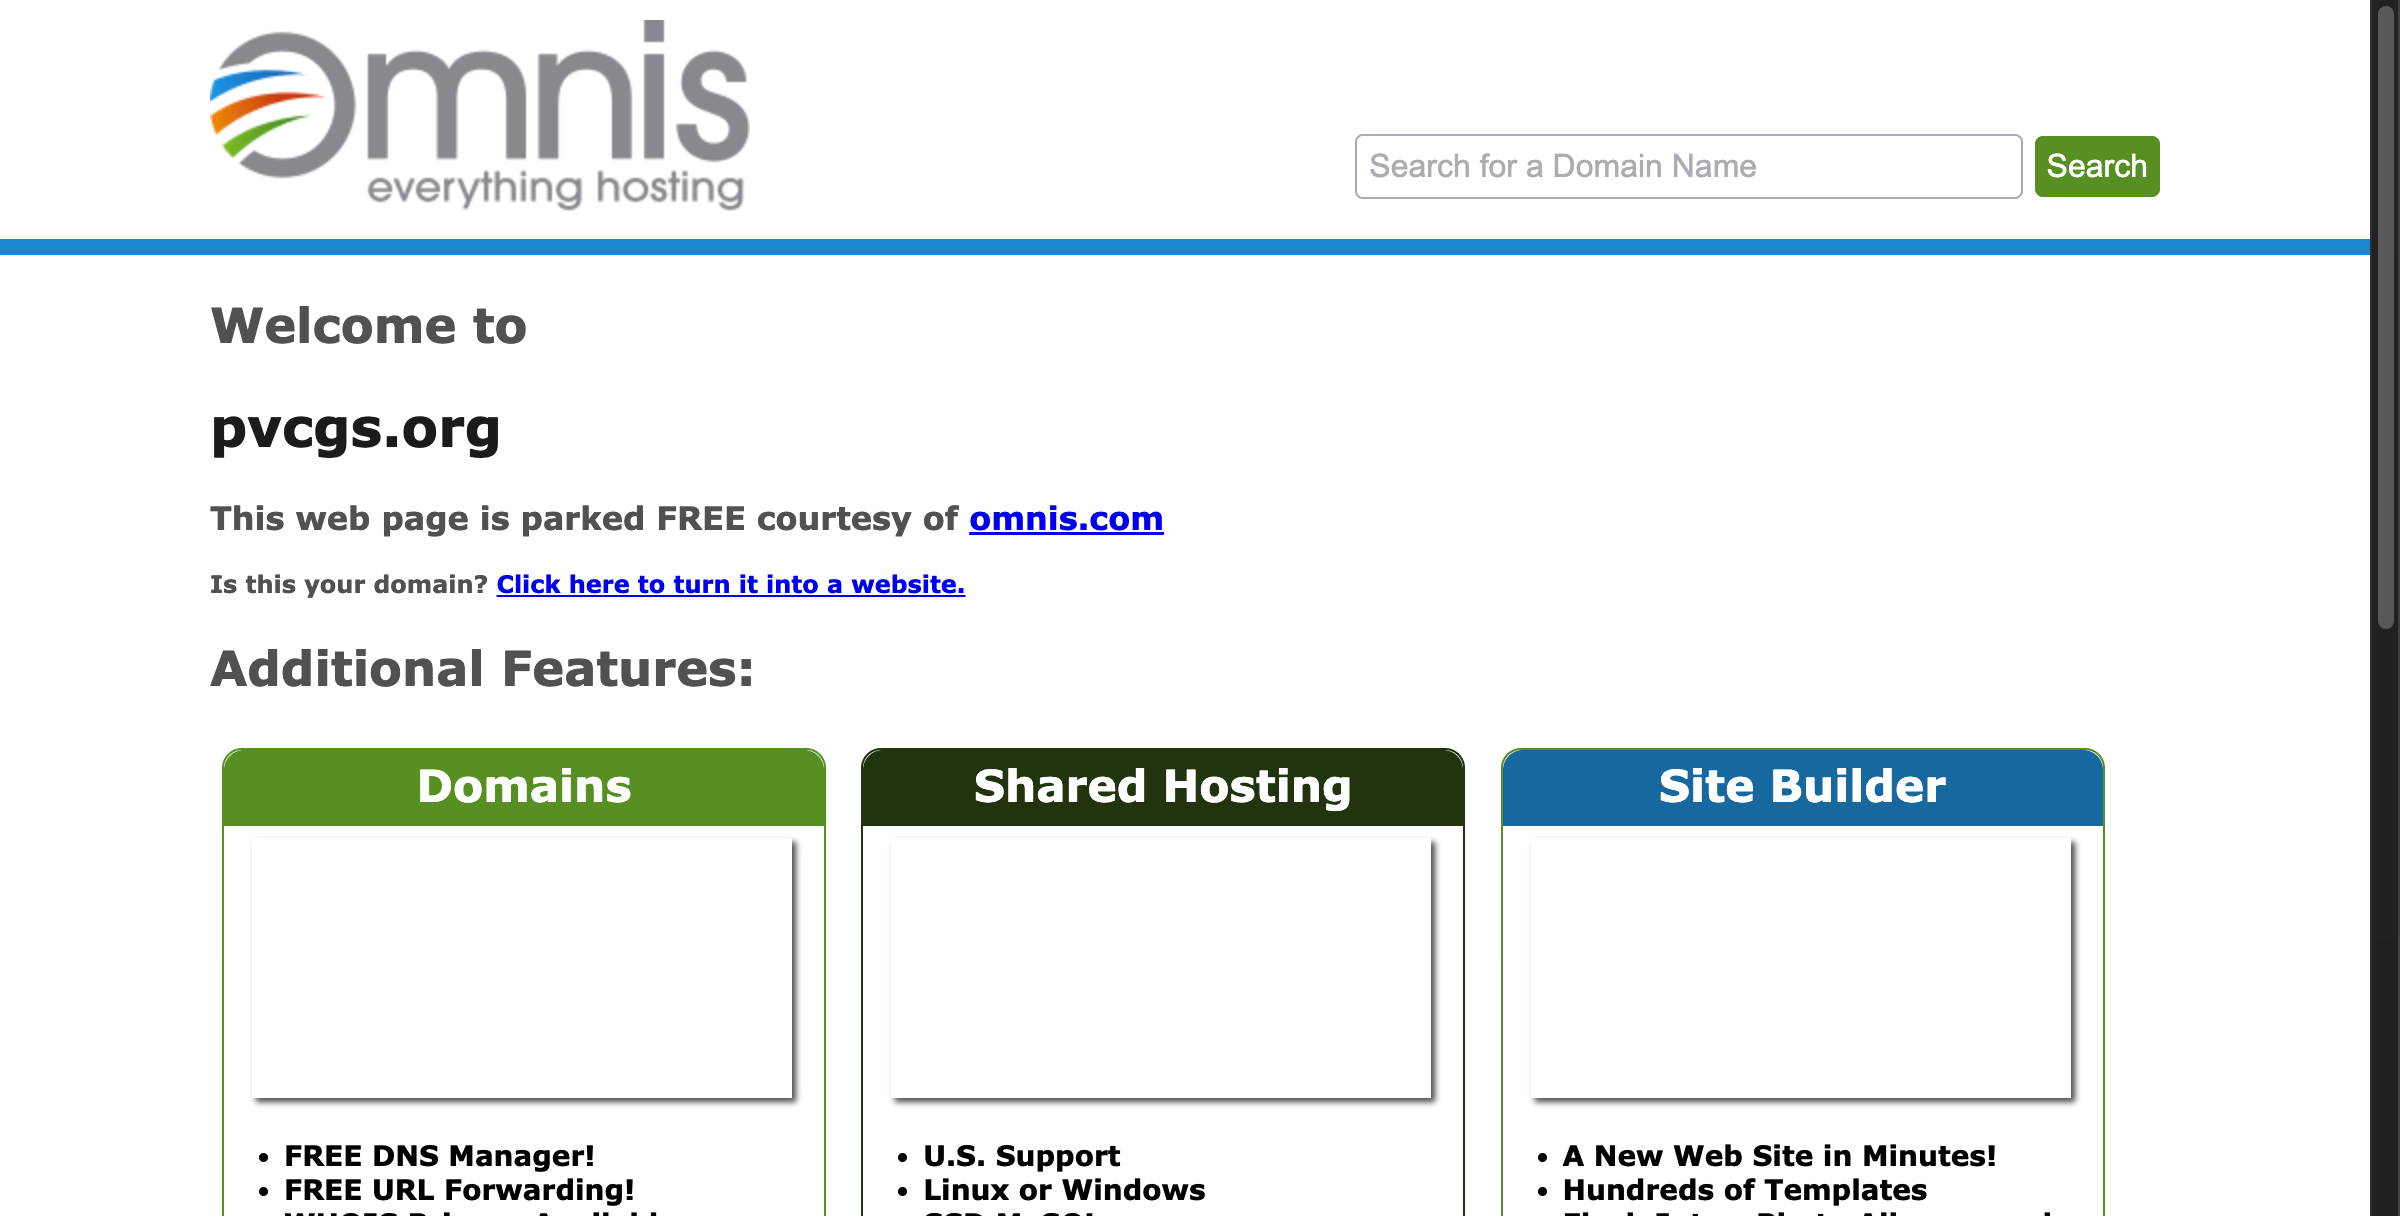 Omnis
everything hosting
Search for a Domain Name
Search
Welcome to
pvcgs.org
This web page is parked FREE courtesy of omnis.com
Is this your domain? Click here to turn it into a website.
Additional Features:
Domains
FREE DNS Manager!
FREE URL Forwarding!
Shared Hosting
U.S. Support
Linux or Windows
Site Builder
A New Web Site in Minutes!
Hundreds of Templates